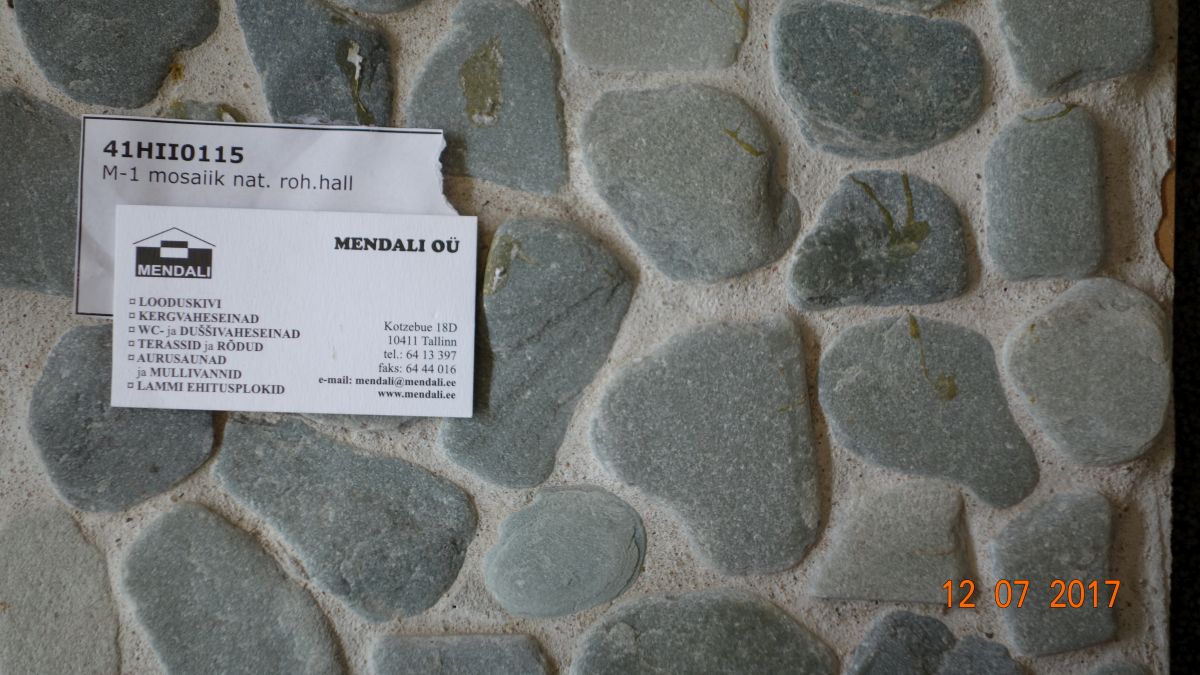 41HII0115
M-1 mosaiik nat. roh.hall
MENDALI
MENDALI OÜ
¤ LOODUSKIVI
¤ KERGVAHESEINAD
¤ WC- ja DUŠŠIVAHESEINAD
¤ TERASSID ja RÕDUD
¤ AURUSAUNAD
ja MULLIVANNID
¤ LAMMI EHITUSPLOKID
Kotzebue 18D
10411 Tallinn
tel.: 64 13 397
faks: 64 44 016
e-mail: mendali@mendali.ee
www.mendali.ee
12 07 2017